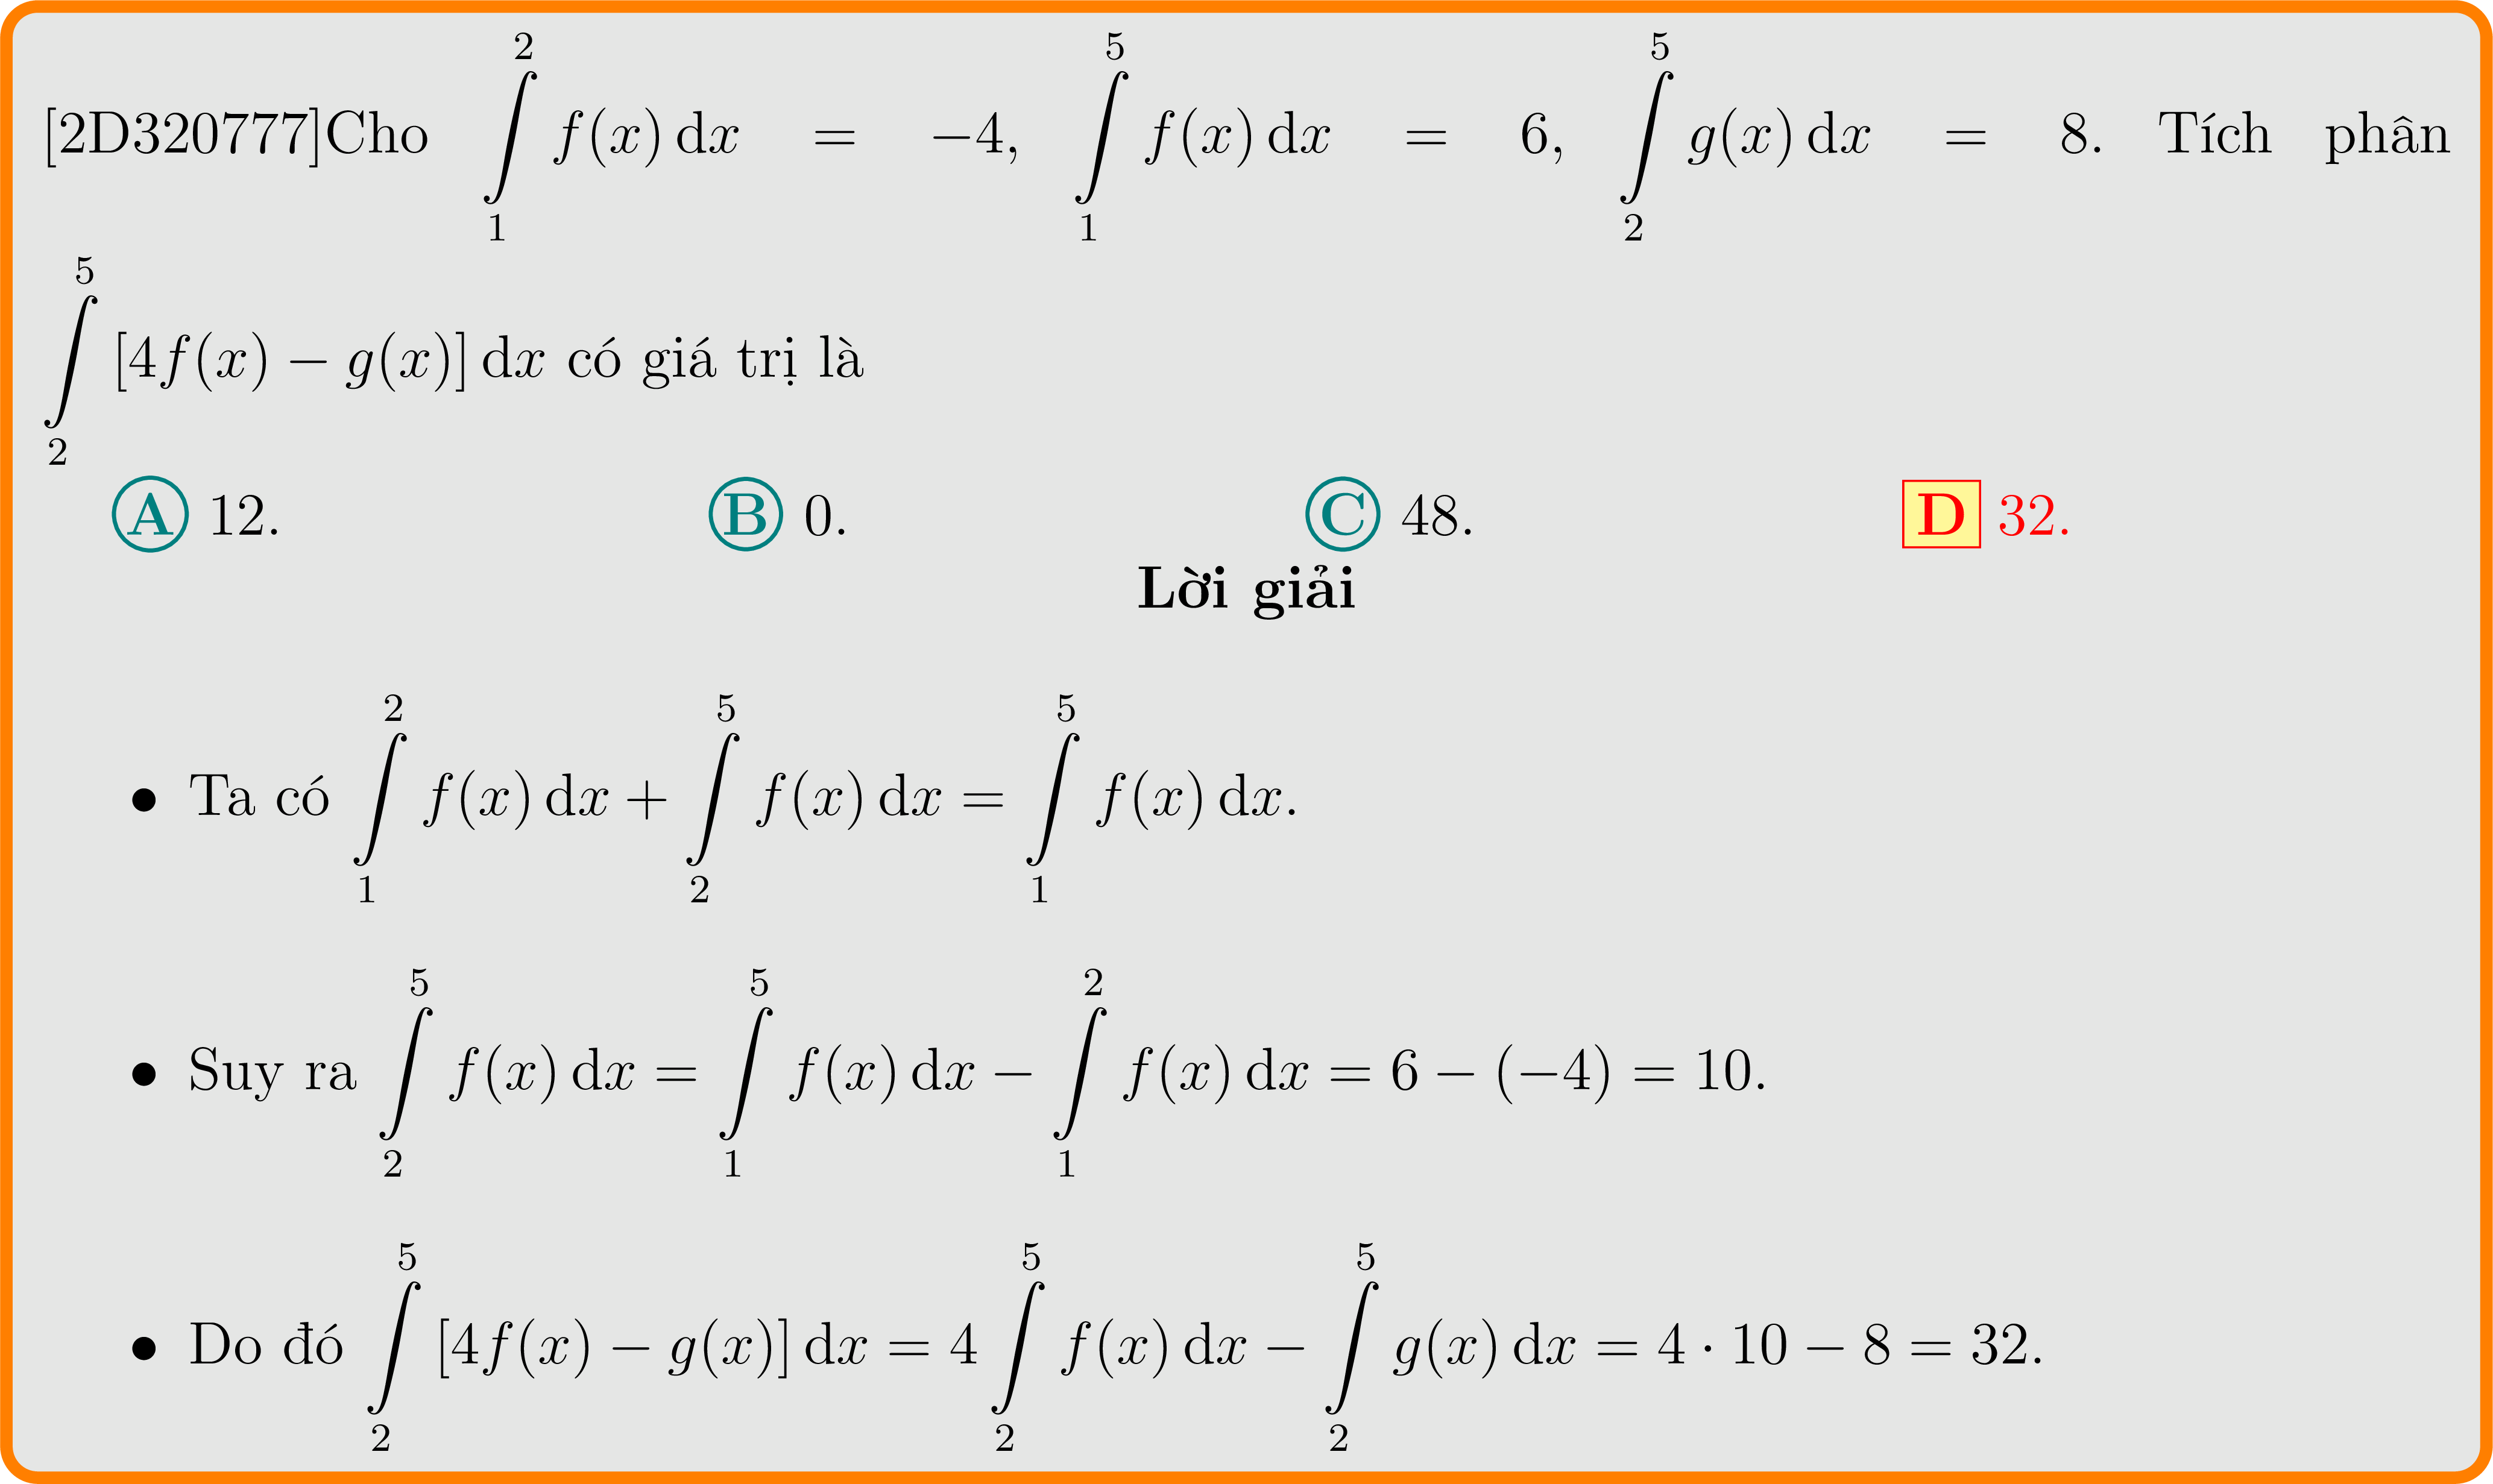 [2D320777]Cho $\int\limits_{1}^{2} f(x)\,\mathrm{d}x = -4$, $\int\limits_{1}^{5} f(x)\,\mathrm{d}x = 6$, $\int\limits_{2}^{5} g(x)\,\mathrm{d}x = 8$. Tích phân
$\int\limits_{2}^{5} [4f(x) - g(x)]\,\mathrm{d}x$ có giá trị là
A 12. B 0. C 48. D 32.
Lời giải
• Ta có $\int\limits_{1}^{2} f(x)\,\mathrm{d}x + \int\limits_{2}^{5} f(x)\,\mathrm{d}x = \int\limits_{1}^{5} f(x)\,\mathrm{d}x$.
• Suy ra $\int\limits_{2}^{5} f(x)\,\mathrm{d}x = \int\limits_{1}^{5} f(x)\,\mathrm{d}x - \int\limits_{1}^{2} f(x)\,\mathrm{d}x = 6 - (-4) = 10$.
• Do đó $\int\limits_{2}^{5} [4f(x) - g(x)]\,\mathrm{d}x = 4\int\limits_{2}^{5} f(x)\,\mathrm{d}x - \int\limits_{2}^{5} g(x)\,\mathrm{d}x = 4 \cdot 10 - 8 = 32$.